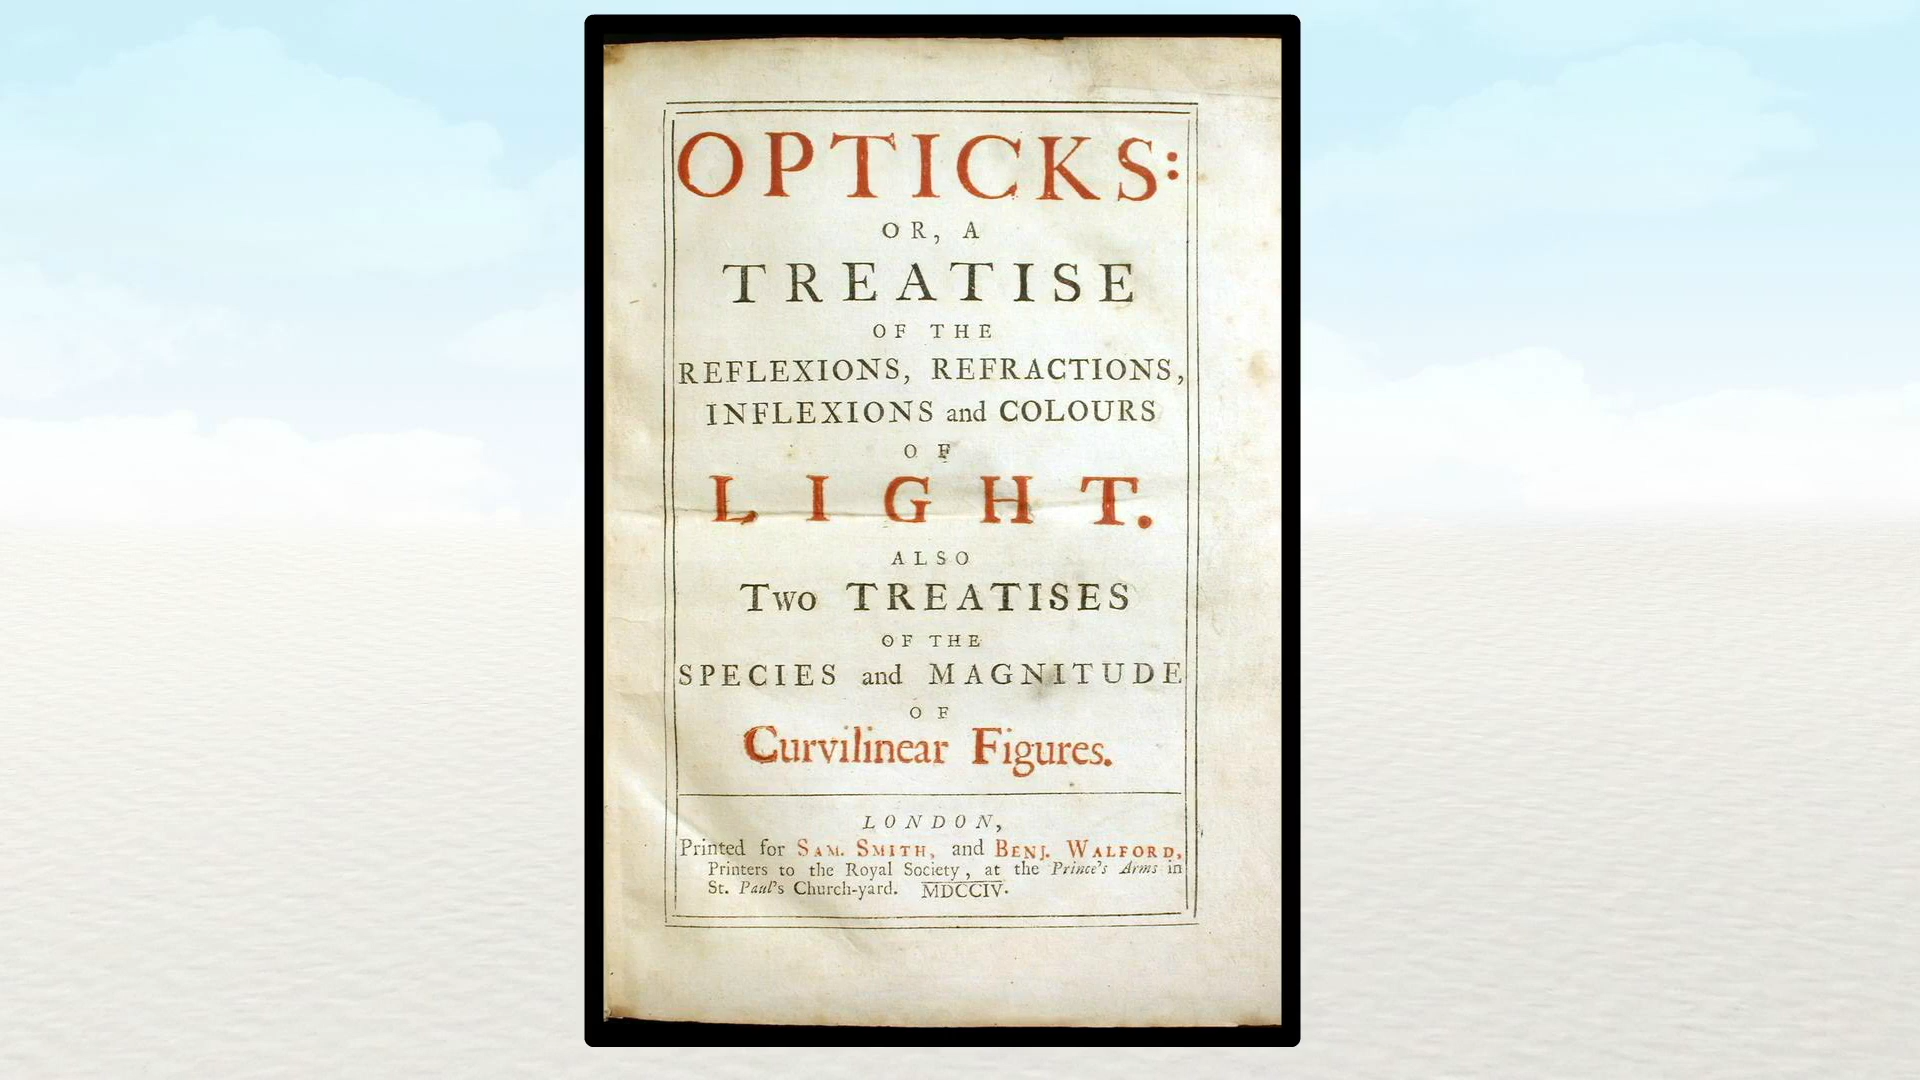 OPTICKS:
OR, A
TREATISE
OF THE
REFLEXIONS, REFRACTIONS,
INFLEXIONS and COLOURS
OF
LIGHT.
ALSO
Two TREATISES
OF THE
SPECIES and MAGNITUDE
OF
Curvilinear Figures.
LONDON,
Printed for SAM. SMITH, and BENJ. WALFORD,
Printers to the Royal Society, at the Prince's Arms in
St. Paul's Church-yard. MDCCIV.